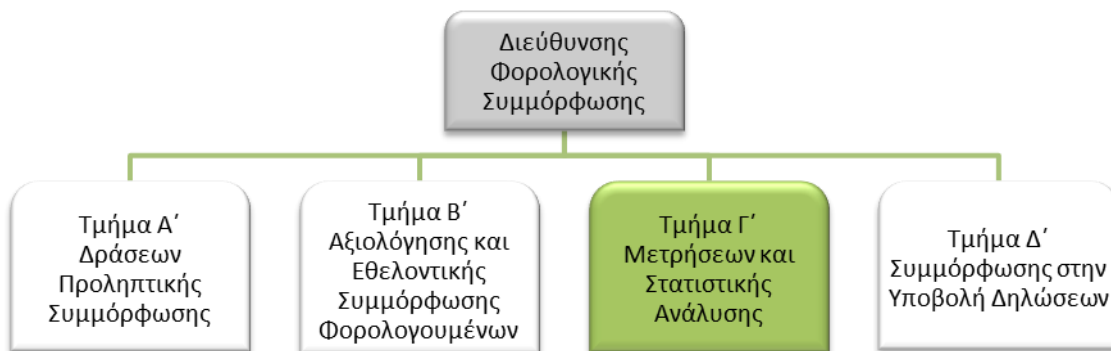 Διεύθυνσης
Φορολογικής
Συμμόρφωσης
Τμήμα Α΄
Δράσεων
Προληπτικής
Συμμόρφωσης
Τμήμα Β΄
Αξιολόγησης και
Εθελοντικής
Συμμόρφωσης
Φορολογουμένων
Τμήμα Γ΄
Μετρήσεων και
Στατιστικής
Ανάλυσης
Τμήμα Δ΄
Συμμόρφωσης στην
Υποβολή Δηλώσεων